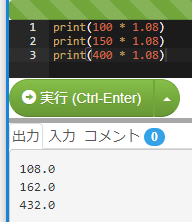 1 print(100 * 1.08)
2 print(150 * 1.08)
3 print(400 * 1.08)
実行 (Ctrl-Enter)
出力 入力 コメント 0
108.0
162.0
432.0